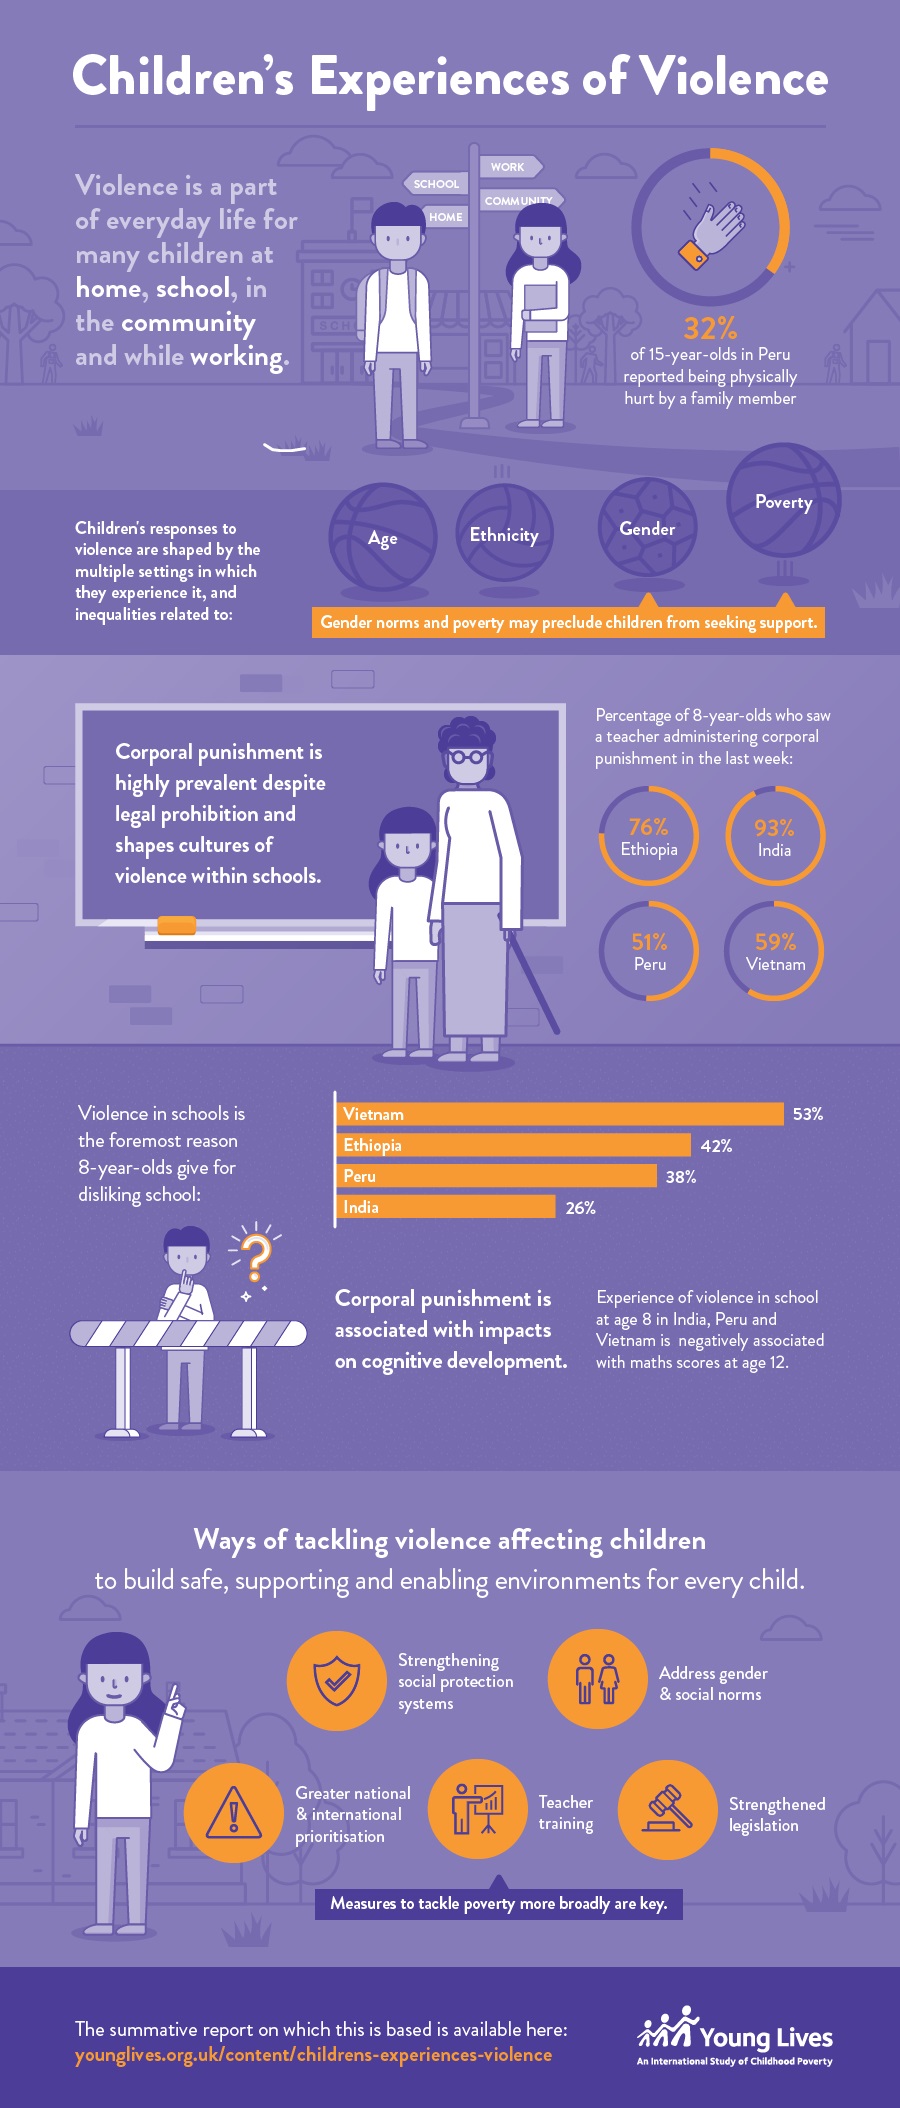 Children's Experiences of Violence
Violence is a part
of everyday life for
many children at
home, school, in
the community
and while working.
WORK
SCHOOL
COMMUNITY
HOME
SCH
32%
of 15-year-olds in Peru
reported being physically
hurt by a family member
Children's responses to
violence are shaped by the
multiple settings in which
they experience it, and
inequalities related to:
Age
Ethnicity
Gender
Poverty
Gender norms and poverty may preclude children from seeking support.
Corporal punishment is
highly prevalent despite
legal prohibition and
shapes cultures of
violence within schools.
Percentage of 8-year-olds who saw
a teacher administering corporal
punishment in the last week:
76%
Ethiopia
93%
India
51%
Peru
59%
Vietnam
Violence in schools is
the foremost reason
8-year-olds give for
disliking school:
Vietnam 53%
Ethiopia 42%
Peru 38%
India 26%
?
Corporal punishment is
associated with impacts
on cognitive development.
Experience of violence in school
at age 8 in India, Peru and
Vietnam is negatively associated
with maths scores at age 12.
Ways of tackling violence affecting children
to build safe, supporting and enabling environments for every child.
Strengthening
social protection
systems
Address gender
& social norms
Greater national
& international
prioritisation
Teacher
training
Strengthened
legislation
Measures to tackle poverty more broadly are key.
The summative report on which this is based is available here:
younglives.org.uk/content/childrens-experiences-violence
Young Lives
An International Study of Childhood Poverty